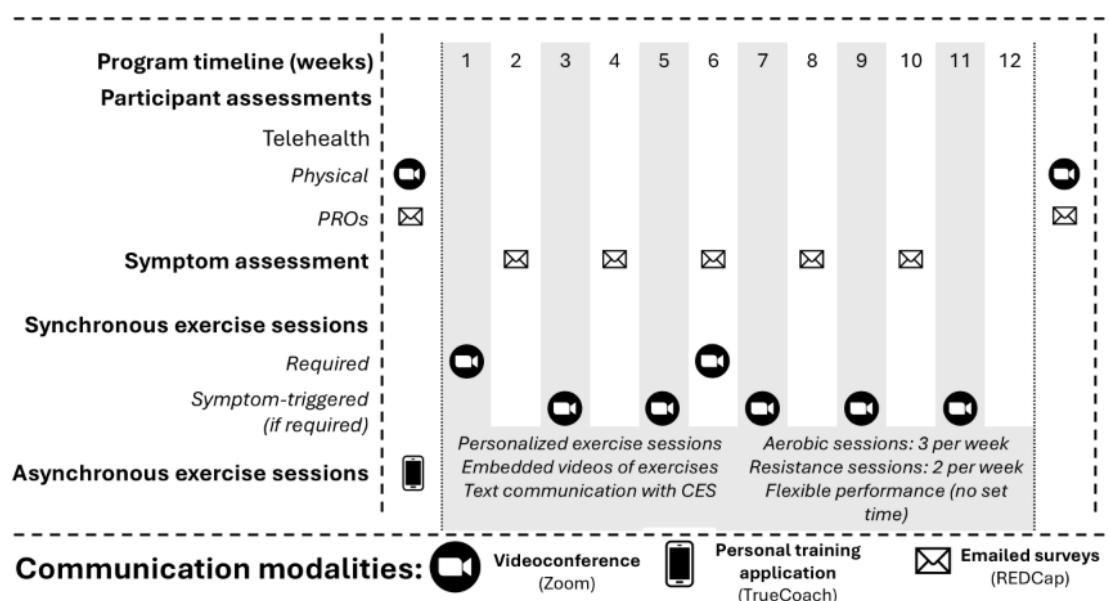 Program timeline (weeks) 1 2 3 4 5 6 7 8 9 10 11 12
Participant assessments
Telehealth
Physical
PROs
Symptom assessment
Synchronous exercise sessions
Required
Symptom-triggered
(if required)
Asynchronous exercise sessions
Personalized exercise sessions
Embedded videos of exercises
Text communication with CES
Aerobic sessions: 3 per week
Resistance sessions: 2 per week
Flexible performance (no set
time)
Communication modalities:
Videoconference
(Zoom)
Personal training
application
(TrueCoach)
Emailed surveys
(REDCap)